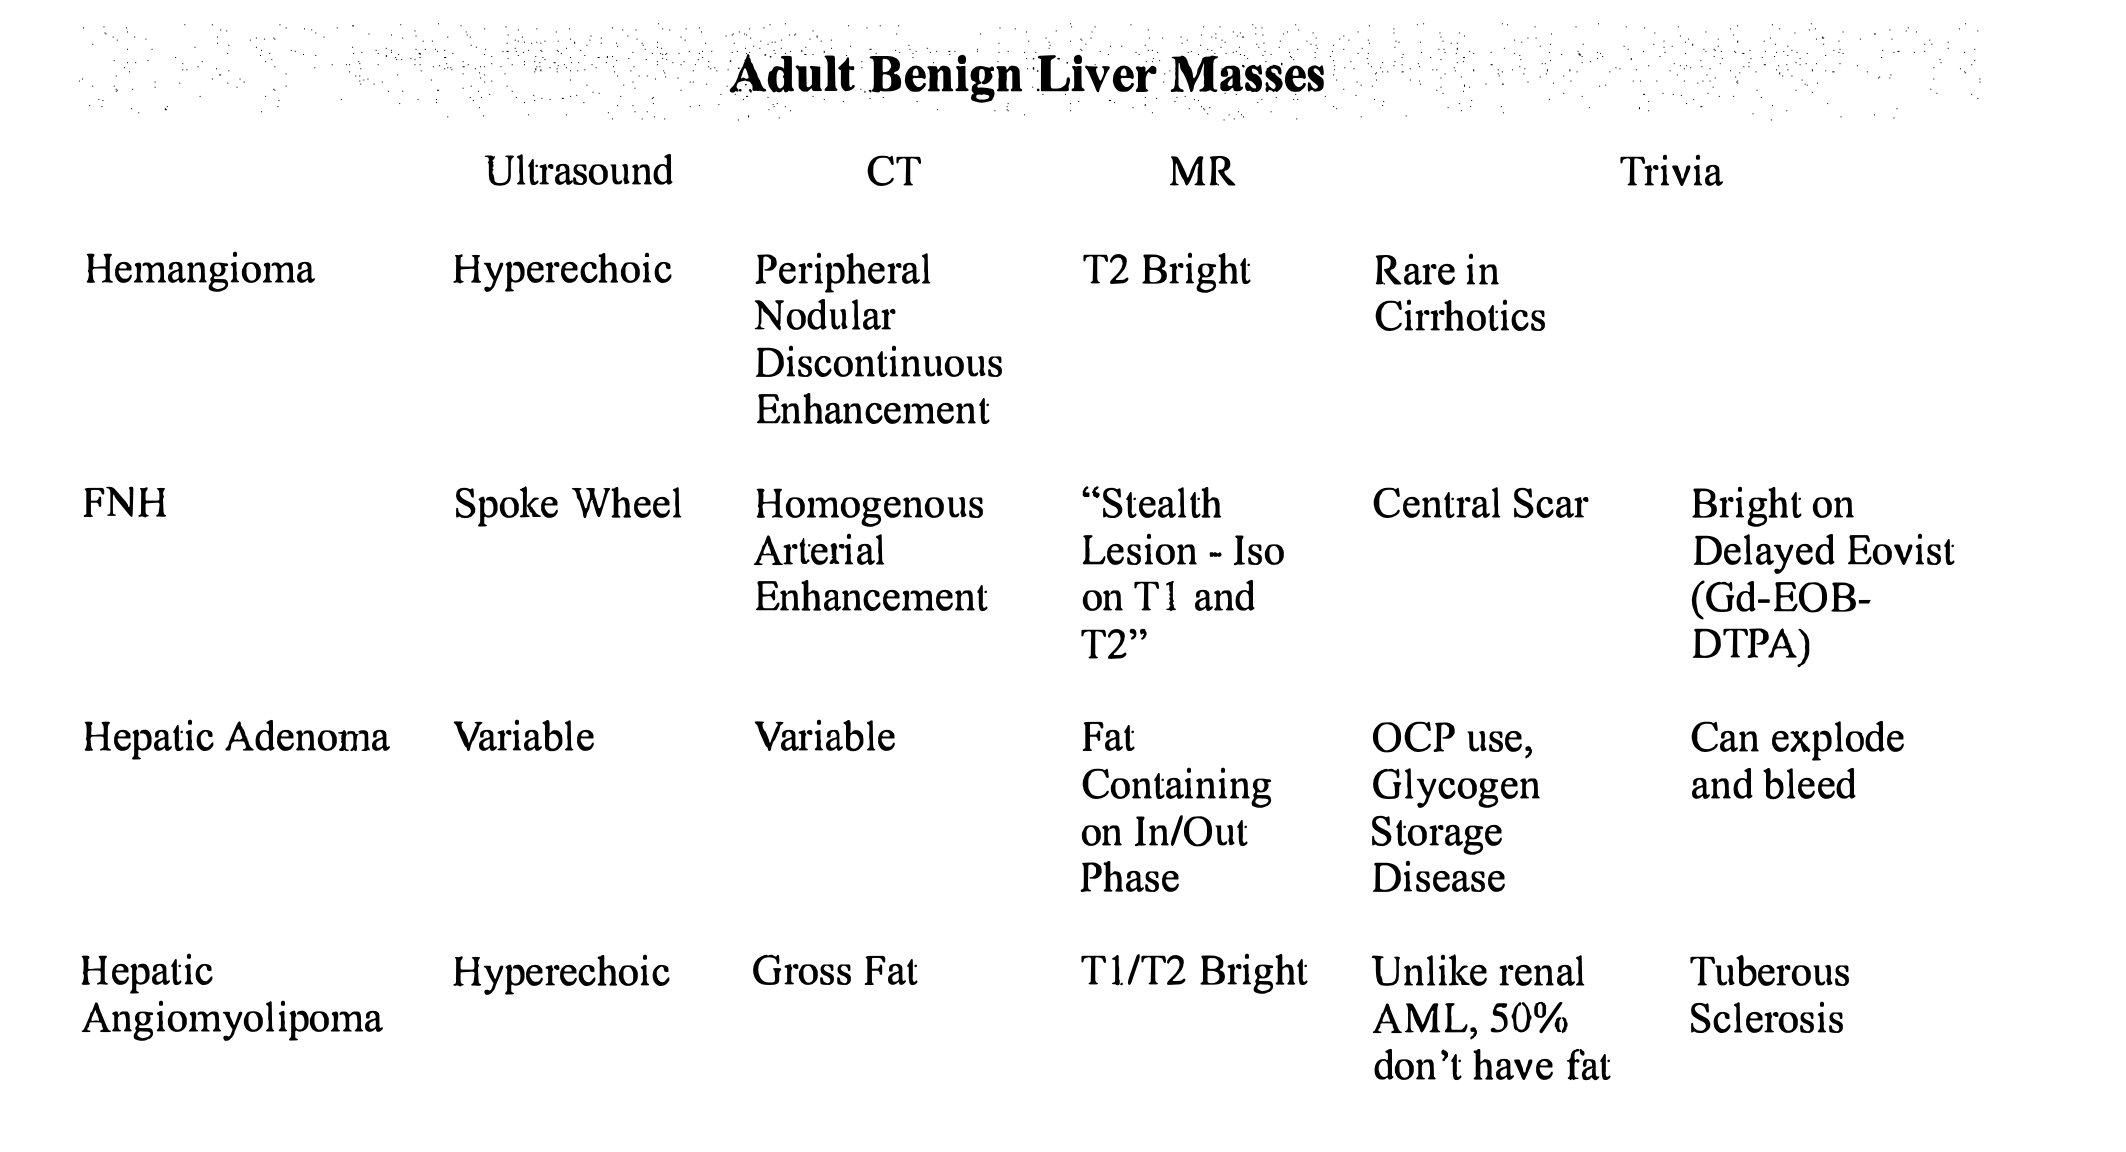 Adult Benign Liver Masses
Ultrasound CT MR Trivia
Hemangioma Hyperechoic Peripheral T2 Bright Rare in
Nodular Cirrhotics
Discontinuous
Enhancement
FNH Spoke Wheel Homogenous “Stealth Central Scar Bright on
Arterial Lesion - Iso Delayed Eovist
Enhancement on T1 and (Gd-EOB-
T2” DTPA)
Hepatic Adenoma Variable Variable Fat OCP use, Can explode
Containing Glycogen and bleed
on In/Out Storage
Phase Disease
Hepatic Hyperechoic Gross Fat T1/T2 Bright Unlike renal Tuberous
Angiomyolipoma AML, 50% Sclerosis
don’t have fat